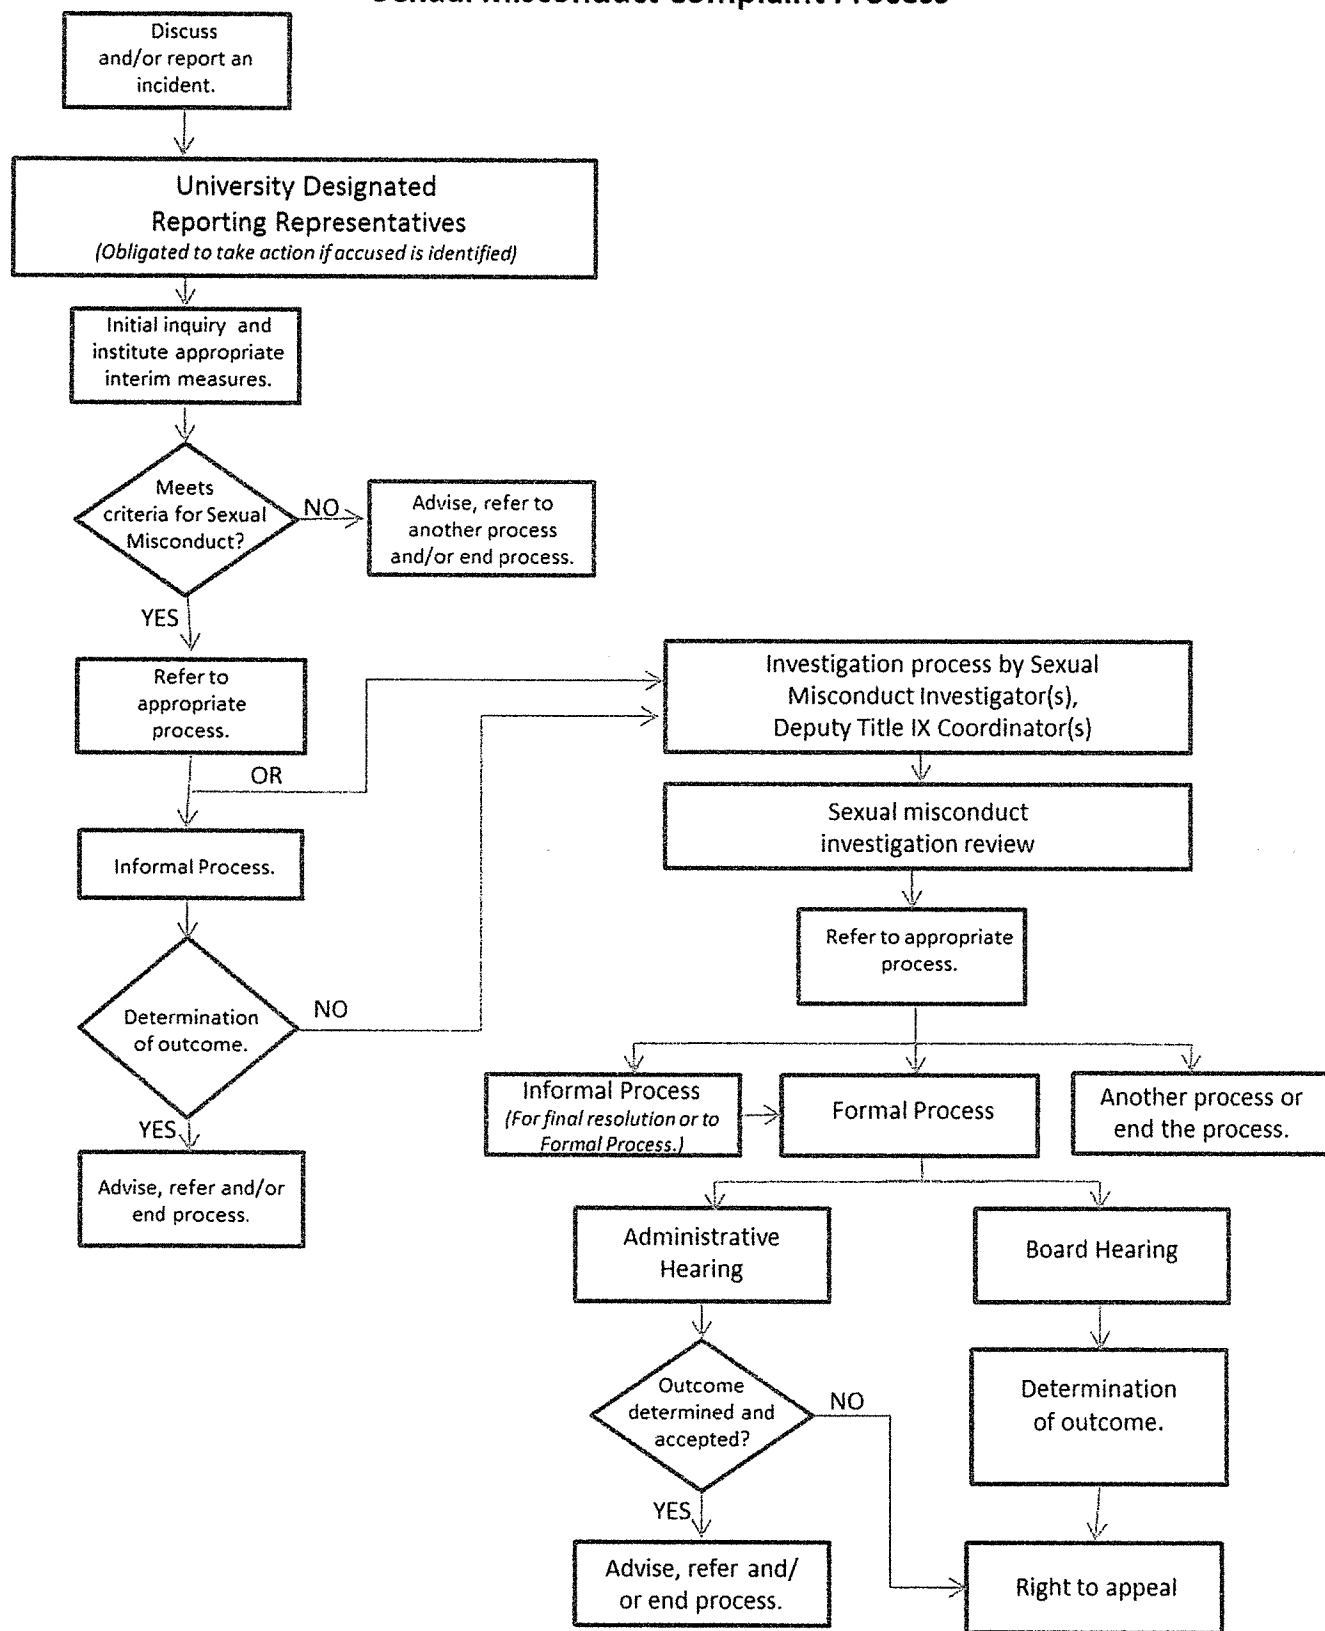 Sexual Misconduct Complaint Process
Discuss
and/or report an
incident.
University Designated
Reporting Representatives
(Obligated to take action if accused is identified)
Initial inquiry and
institute appropriate
interim measures.
Meets
criteria for Sexual
Misconduct?
NO
Advise, refer to
another process
and/or end process.
YES
Refer to
appropriate
process.
OR
Informal Process.
Determination
of outcome.
NO
YES
Advise, refer and/or
end process.
Investigation process by Sexual
Misconduct Investigator(s),
Deputy Title IX Coordinator(s)
Sexual misconduct
investigation review
Refer to appropriate
process.
Informal Process
(For final resolution or to
Formal Process.)
Formal Process
Another process or
end the process.
Administrative
Hearing
Board Hearing
Outcome
determined and
accepted?
NO
Determination
of outcome.
YES
Advise, refer and/
or end process.
Right to appeal